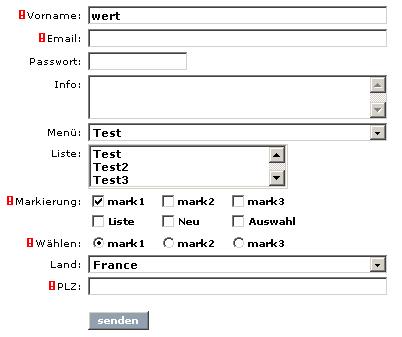 !Vorname: wert
!Email:
Passwort:
Info:
Menü: Test
Liste: Test
Test2
Test3
!Markierung: mark1 mark2 mark3
Liste Neu Auswahl
!Wählen: mark1 mark2 mark3
Land: France
!PLZ:
senden